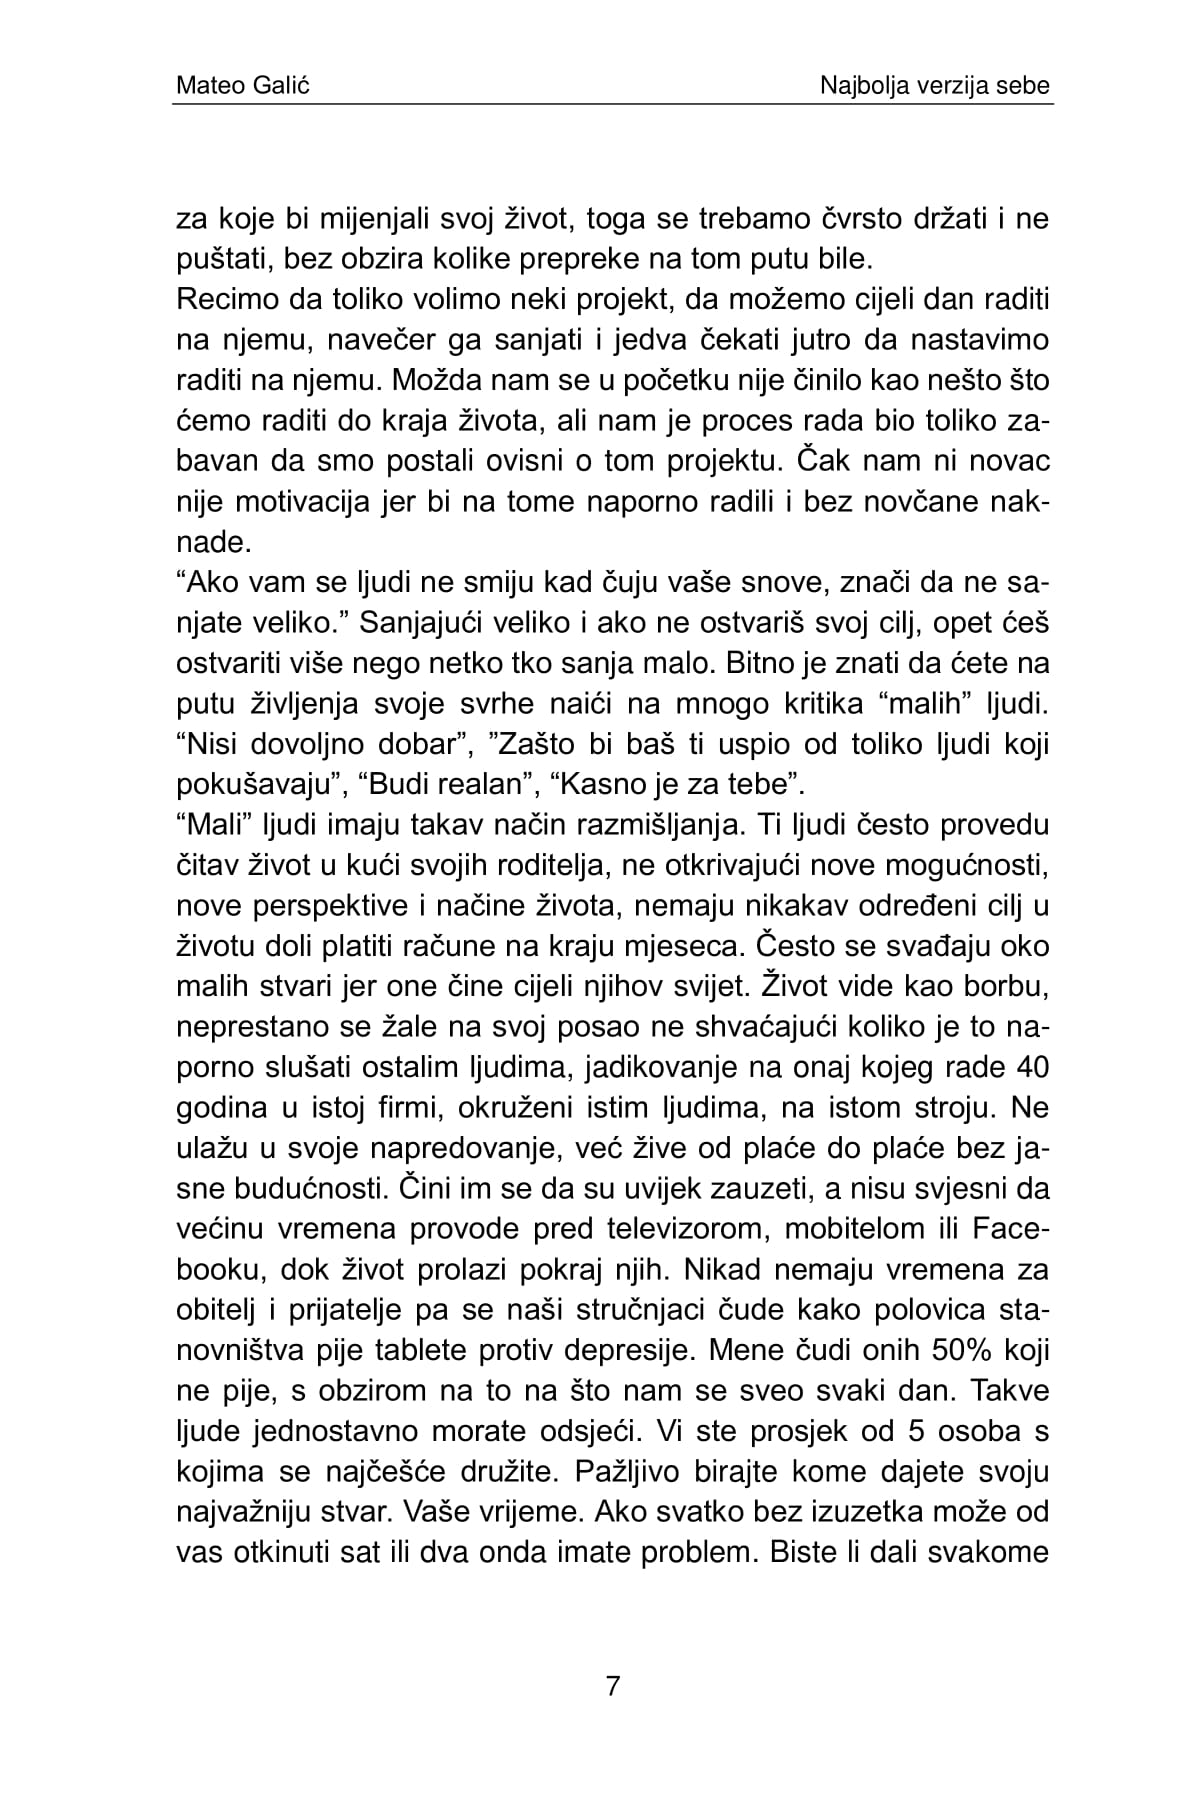 Mateo Galić
Najbolja verzija sebe
za koje bi mijenjali svoj život, toga se trebamo čvrsto držati i ne
puštati, bez obzira kolike prepreke na tom putu bile.
Recimo da toliko volimo neki projekt, da možemo cijeli dan raditi
na njemu, navečer ga sanjati i jedva čekati jutro da nastavimo
raditi na njemu. Možda nam se u početku nije činilo kao nešto što
ćemo raditi do kraja života, ali nam je proces rada bio toliko za-
bavan da smo postali ovisni o tom projektu. Čak nam ni novac
nije motivacija jer bi na tome naporno radili i bez novčane nak-
nade.
“Ako vam se ljudi ne smiju kad čuju vaše snove, znači da ne sa-
njate veliko.” Sanjajući veliko i ako ne ostvariš svoj cilj, opet ćeš
ostvariti više nego netko tko sanja malo. Bitno je znati da ćete na
putu življenja svoje svrhe naići na mnogo kritika “malih” ljudi.
“Nisi dovoljno dobar”, ”Zašto bi baš ti uspio od toliko ljudi koji
pokušavaju”, “Budi realan”, “Kasno je za tebe”.
“Mali” ljudi imaju takav način razmišljanja. Ti ljudi često provedu
čitav život u kući svojih roditelja, ne otkrivajući nove mogućnosti,
nove perspektive i načine života, nemaju nikakav određeni cilj u
životu doli platiti račune na kraju mjeseca. Često se svađaju oko
malih stvari jer one čine cijeli njihov svijet. Život vide kao borbu,
neprestano se žale na svoj posao ne shvaćajući koliko je to na-
porno slušati ostalim ljudima, jadikovanje na onaj kojeg rade 40
godina u istoj firmi, okruženi istim ljudima, na istom stroju. Ne
ulažu u svoje napredovanje, već žive od plaće do plaće bez ja-
sne budućnosti. Čini im se da su uvijek zauzeti, a nisu svjesni da
većinu vremena provode pred televizorom, mobitelom ili Face-
booku, dok život prolazi pokraj njih. Nikad nemaju vremena za
obitelj i prijatelje pa se naši stručnjaci čude kako polovica sta-
novništva pije tablete protiv depresije. Mene čudi onih 50% koji
ne pije, s obzirom na to na što nam se sveo svaki dan. Takve
ljude jednostavno morate odsjeći. Vi ste prosjek od 5 osoba s
kojima se najčešće družite. Pažljivo birajte kome dajete svoju
najvažniju stvar. Vaše vrijeme. Ako svatko bez izuzetka može od
vas otkinuti sat ili dva onda imate problem. Biste li dali svakome
7